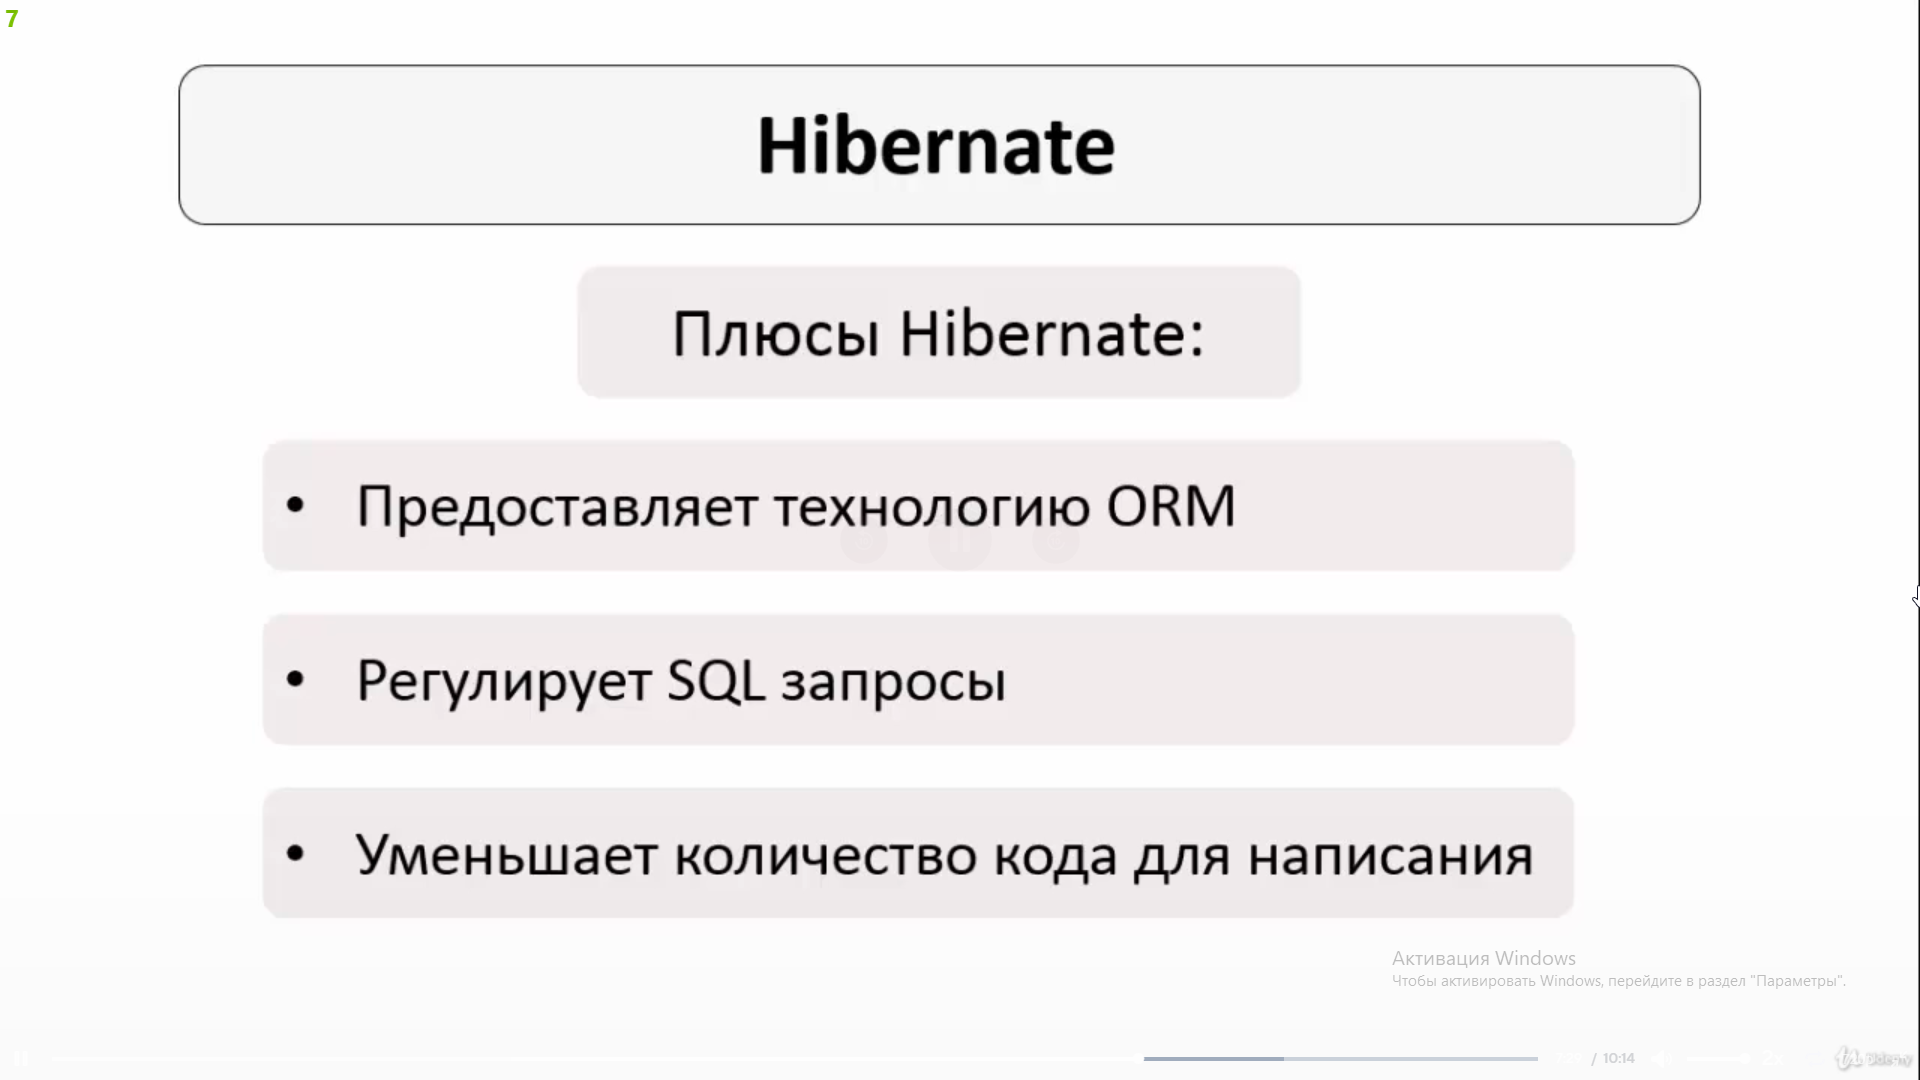 7
Hibernate
Плюсы Hibernate:
• Предоставляет технологию ORM
• Регулирует SQL запросы
• Уменьшает количество кода для написания
Активация Windows
Чтобы активировать Windows, перейдите в раздел "Параметры".
/ 10:14
Udemy